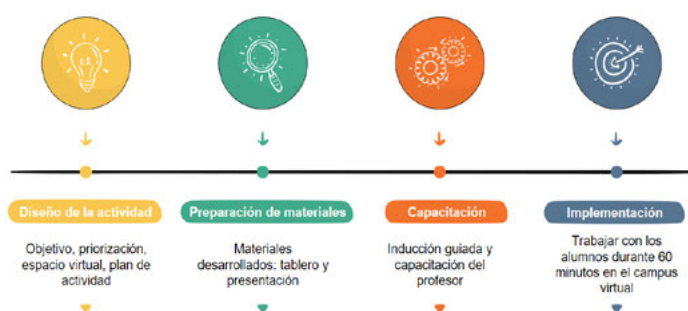 Diseño de la actividad
Objetivo, priorización,
espacio virtual, plan de
actividad
Preparación de materiales
Materiales
desarrollados: tablero y
presentación
Capacitación
Inducción guiada y
capacitación del
profesor
Implementación
Trabajar con los
alumnos durante 60
minutos en el campus
virtual